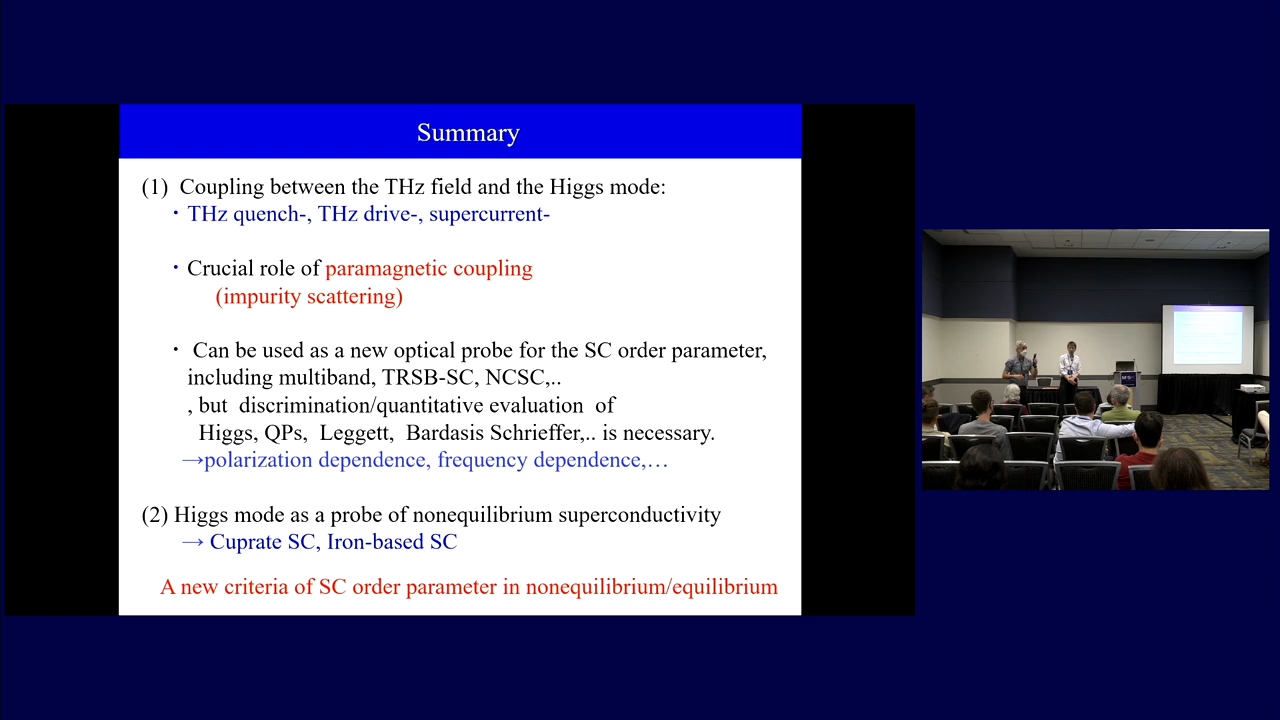 Summary
(1) Coupling between the THz field and the Higgs mode:
・THz quench-, THz drive-, supercurrent-
・Crucial role of paramagnetic coupling
(impurity scattering)
・ Can be used as a new optical probe for the SC order parameter,
including multiband, TRSB-SC, NCSC,..
, but discrimination/quantitative evaluation of
Higgs, QPs, Leggett, Bardasis Schrieffer,.. is necessary.
→polarization dependence, frequency dependence,…
(2) Higgs mode as a probe of nonequilibrium superconductivity
→ Cuprate SC, Iron-based SC
A new criteria of SC order parameter in nonequilibrium/equilibrium